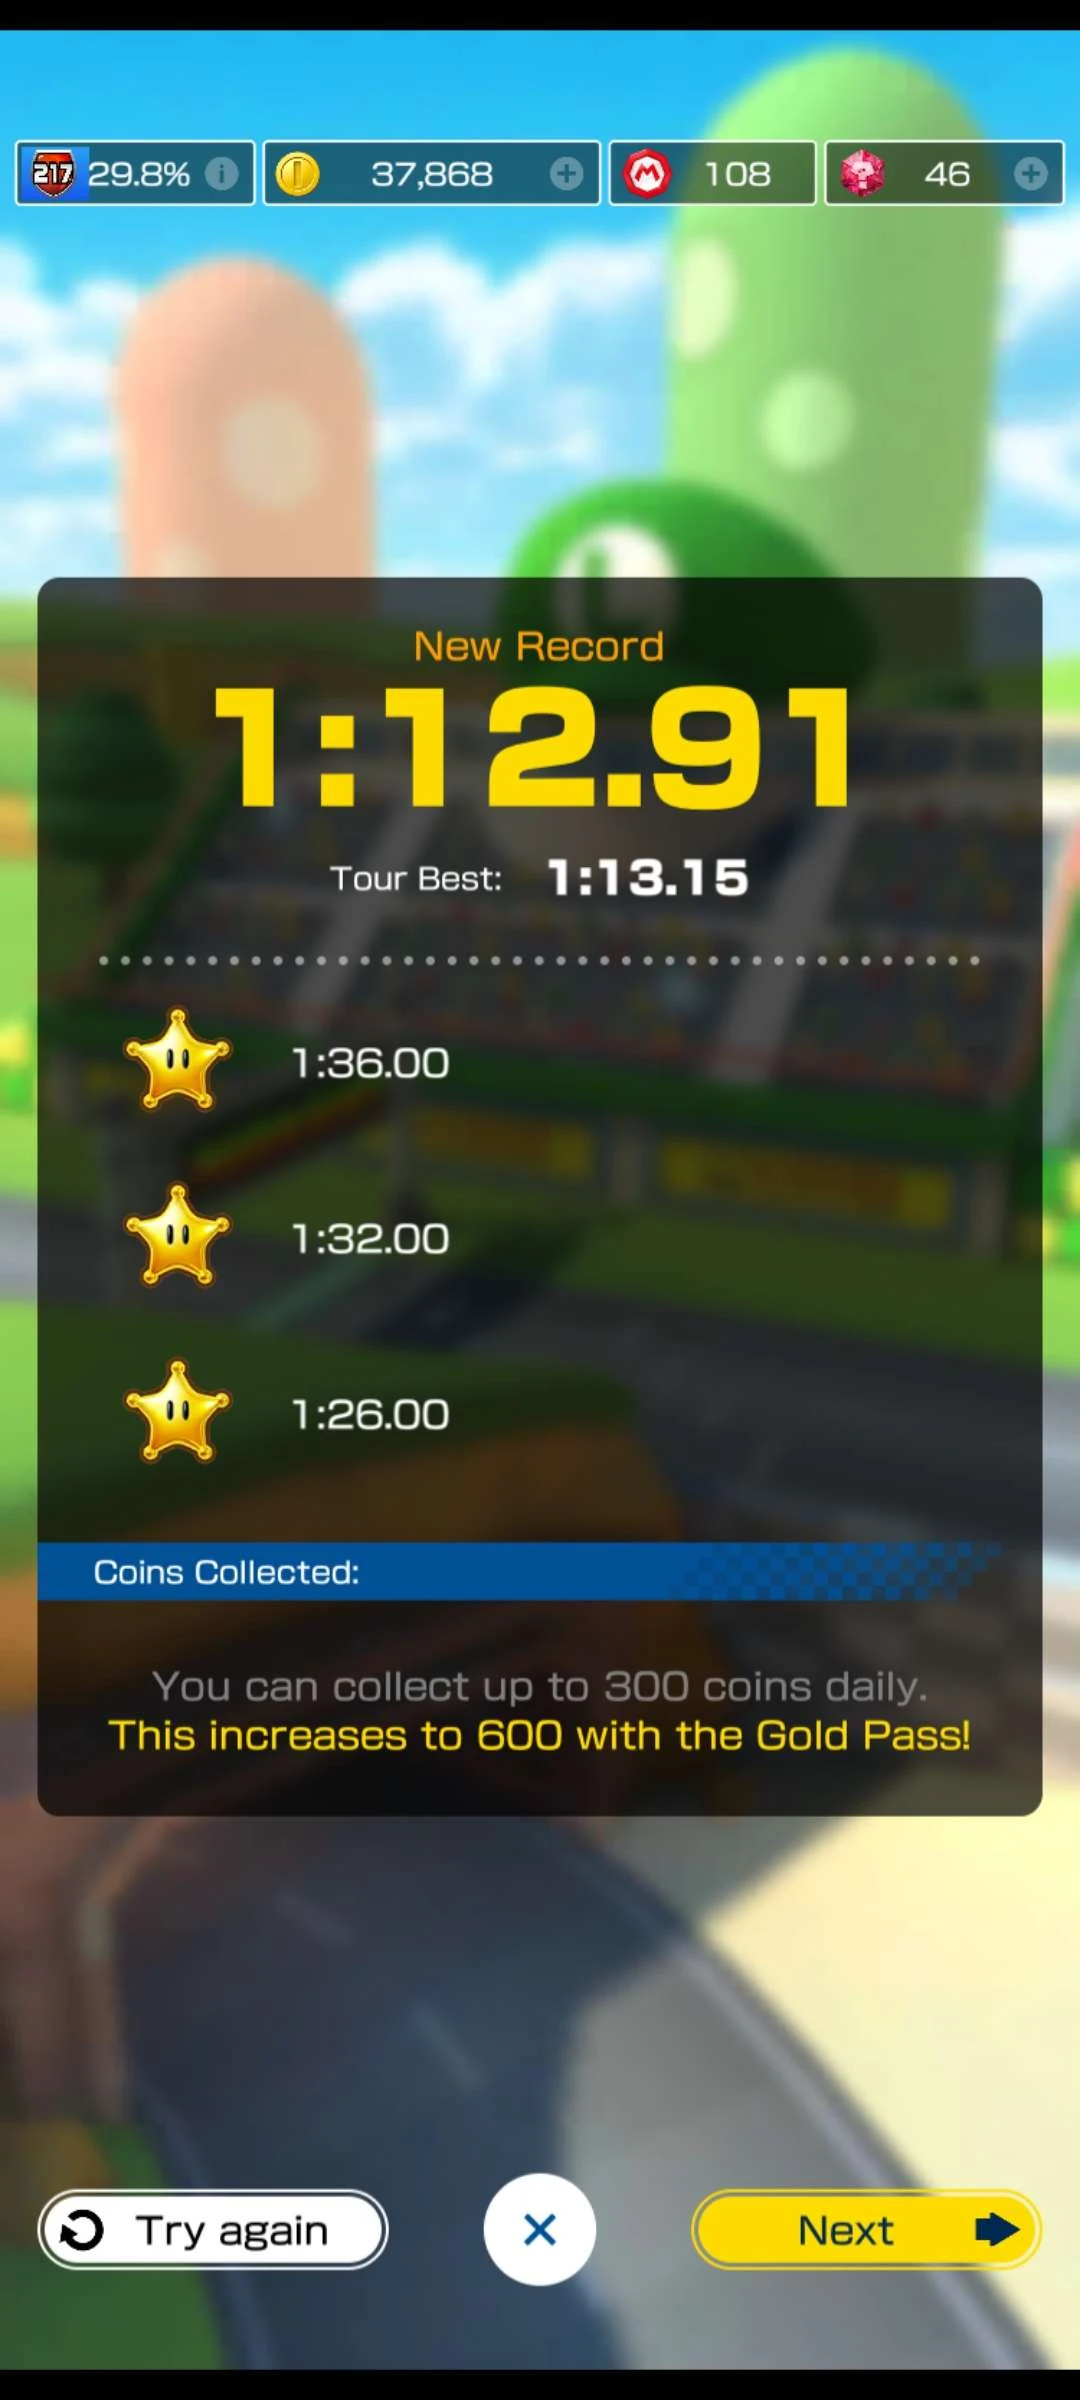 217 29.8% 37,868 108 46
New Record
1:12.91
Tour Best: 1:13.15
1:36.00
1:32.00
1:26.00
Coins Collected:
You can collect up to 300 coins daily.
This increases to 600 with the Gold Pass!
Try again Next